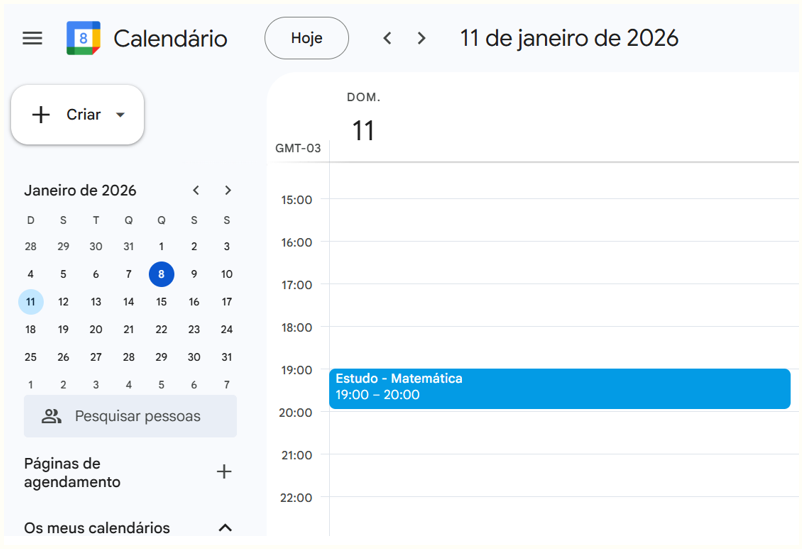 8 Calendário Hoje 11 de janeiro de 2026
Criar
Janeiro de 2026
D S T Q Q S S
28 29 30 31 1 2 3
4 5 6 7 8 9 10
11 12 13 14 15 16 17
18 19 20 21 22 23 24
25 26 27 28 29 30 31
1 2 3 4 5 6 7
Pesquisar pessoas
Páginas de
agendamento
Os meus calendários
DOM.
11
GMT-03
15:00
16:00
17:00
18:00
19:00
Estudo - Matemática
19:00 – 20:00
20:00
21:00
22:00